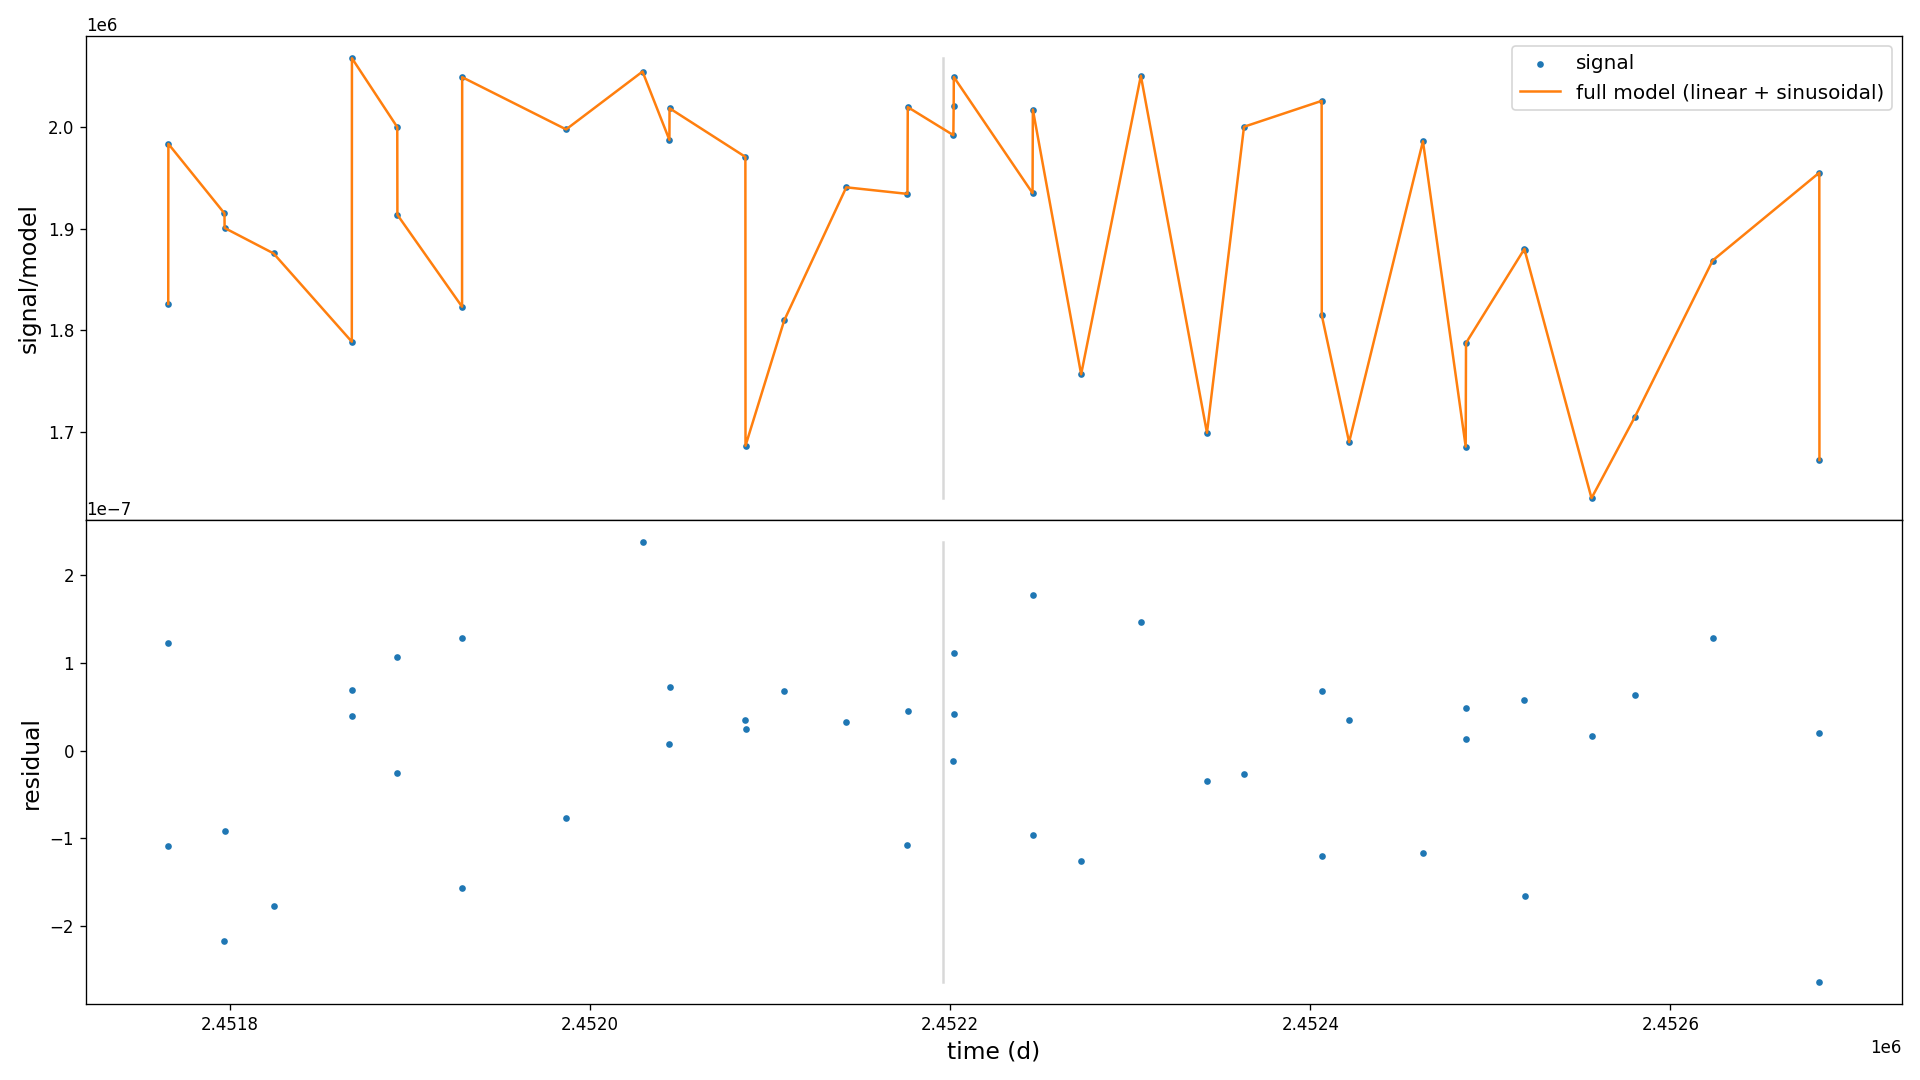 1e6
signal
full model (linear + sinusoidal)
2.0
1.9
1.8
1.7
signal/model
1e−7
2
1
0
−1
−2
residual
2.4518
2.4520
2.4522
2.4524
2.4526
time (d)
1e6